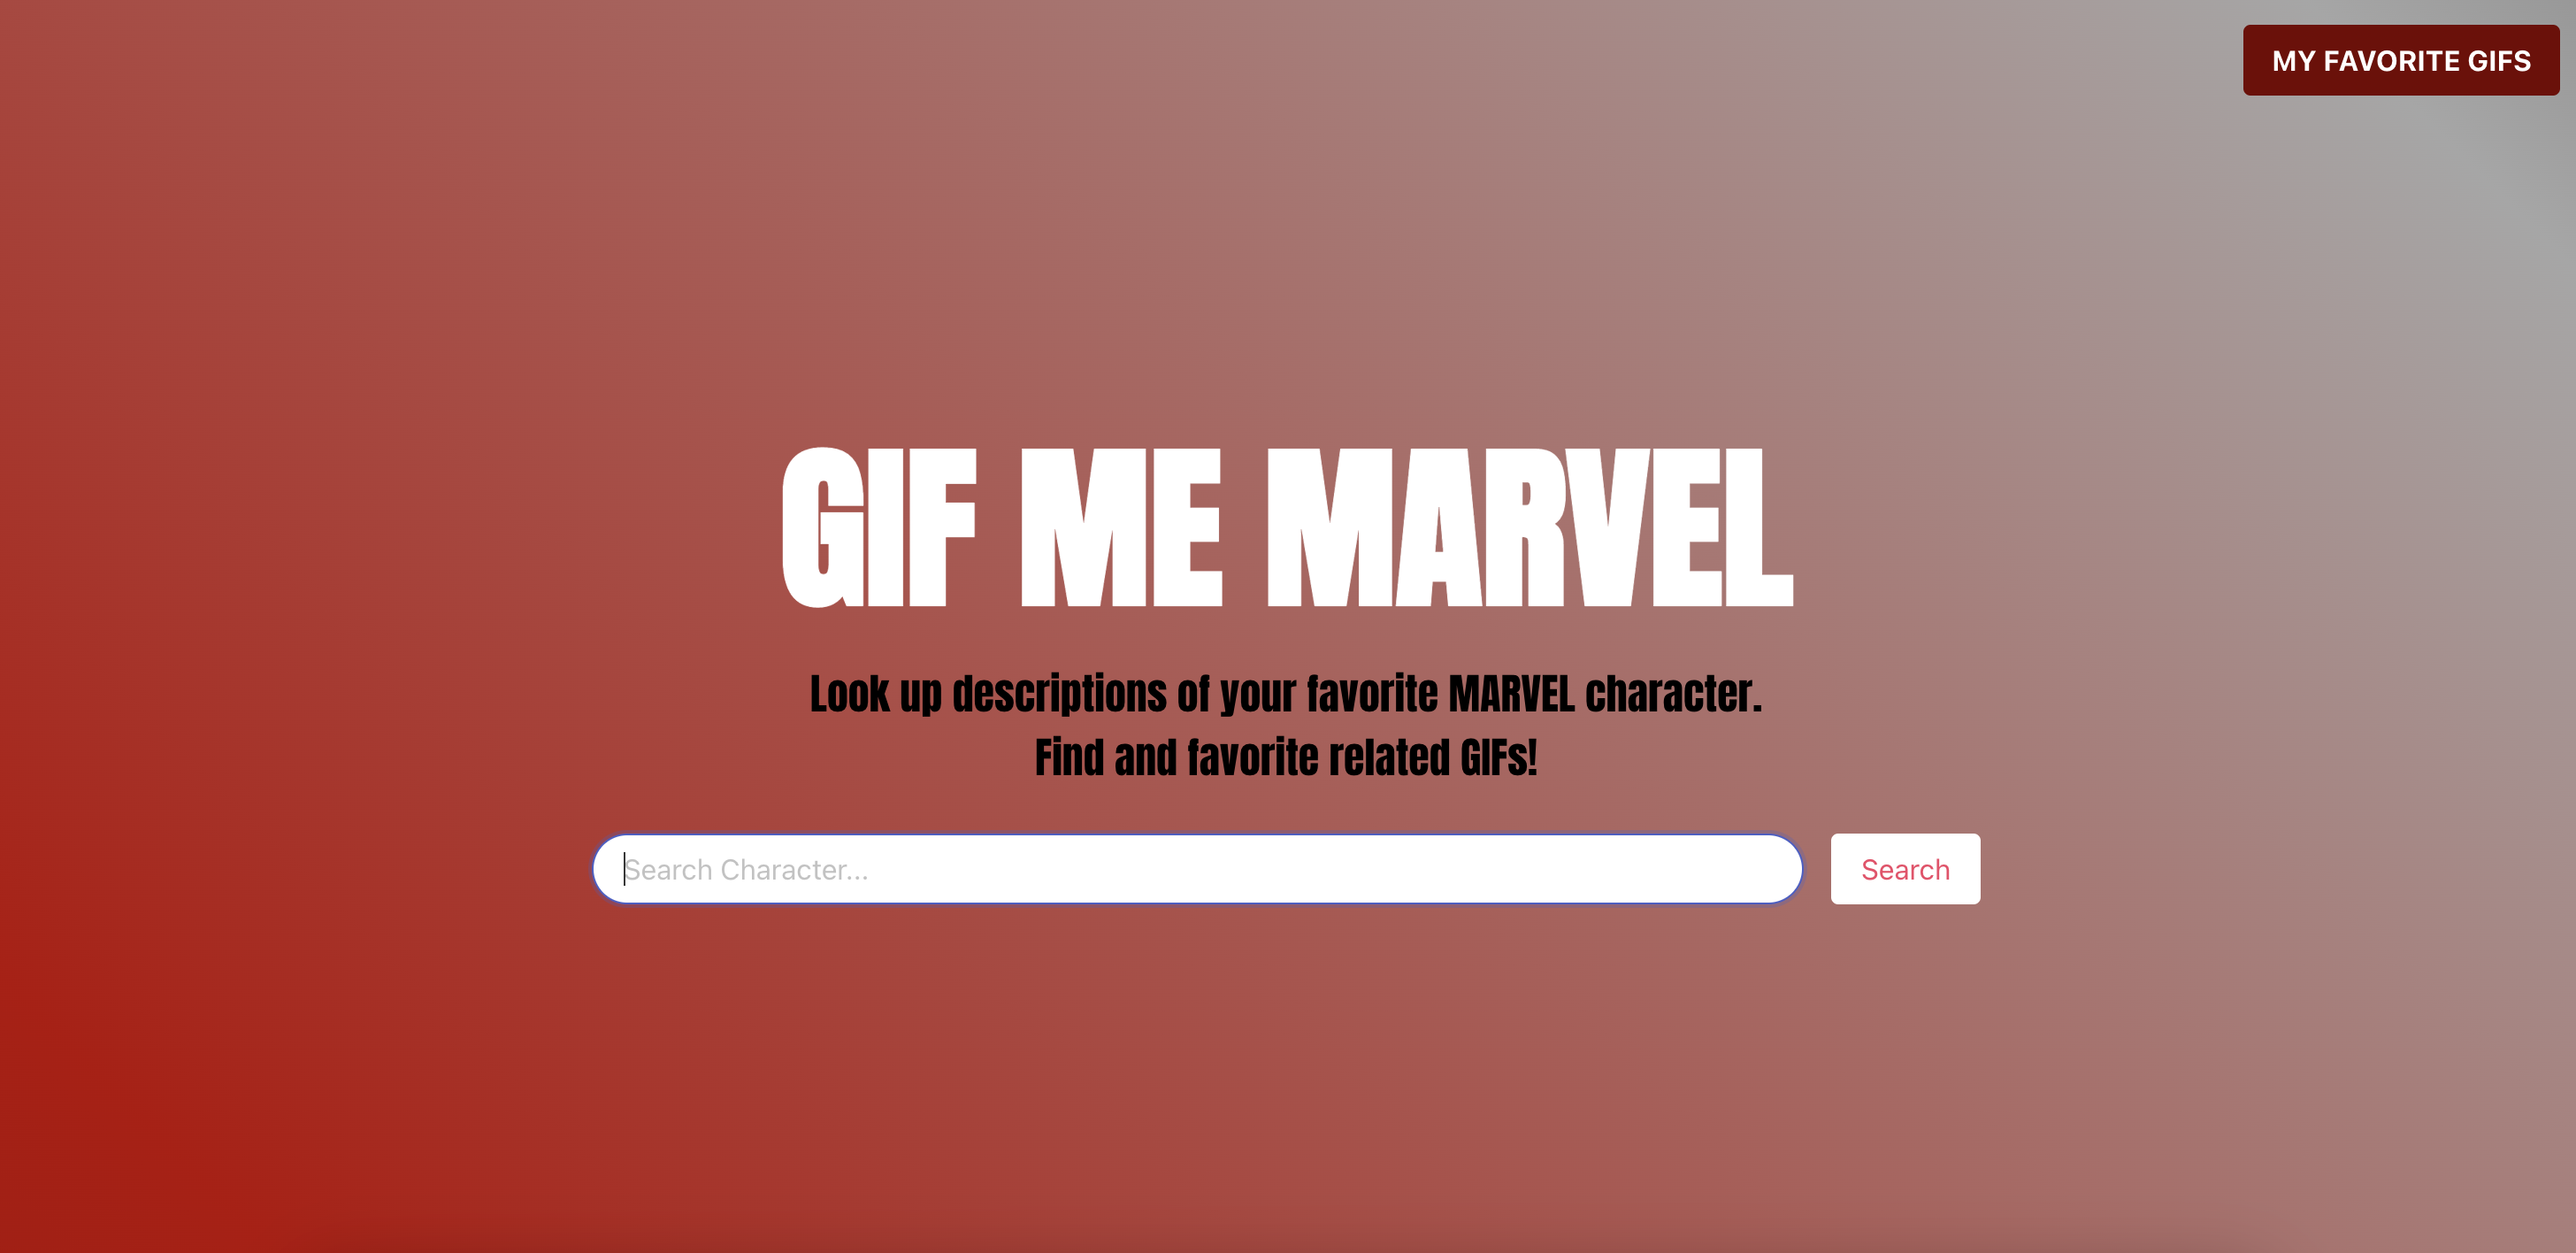 MY FAVORITE GIFS
GIF ME MARVEL
Look up descriptions of your favorite MARVEL character.
Find and favorite related GIFs!
Search Character...
Search